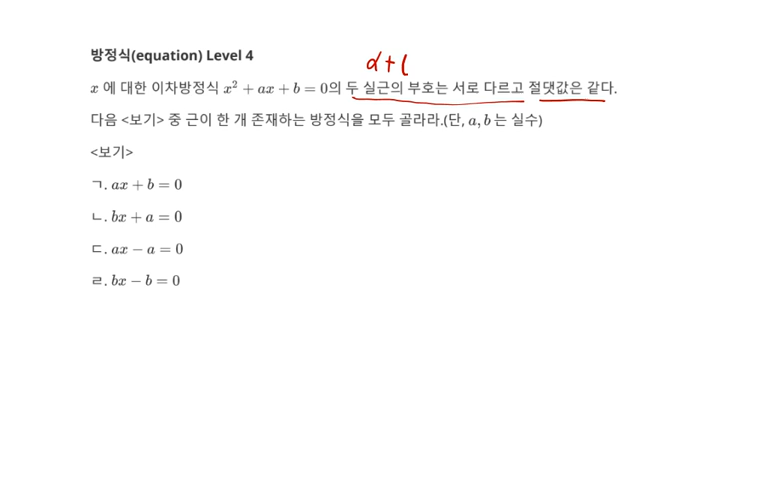 방정식(equation) Level 4
α + (
x 에 대한 이차방정식 x² + ax + b = 0의 두 실근의 부호는 서로 다르고 절댓값은 같다.
다음 <보기> 중 근이 한 개 존재하는 방정식을 모두 골라라.(단, a, b 는 실수)
<보기>
ㄱ. ax + b = 0
ㄴ. bx + a = 0
ㄷ. ax − a = 0
ㄹ. bx − b = 0